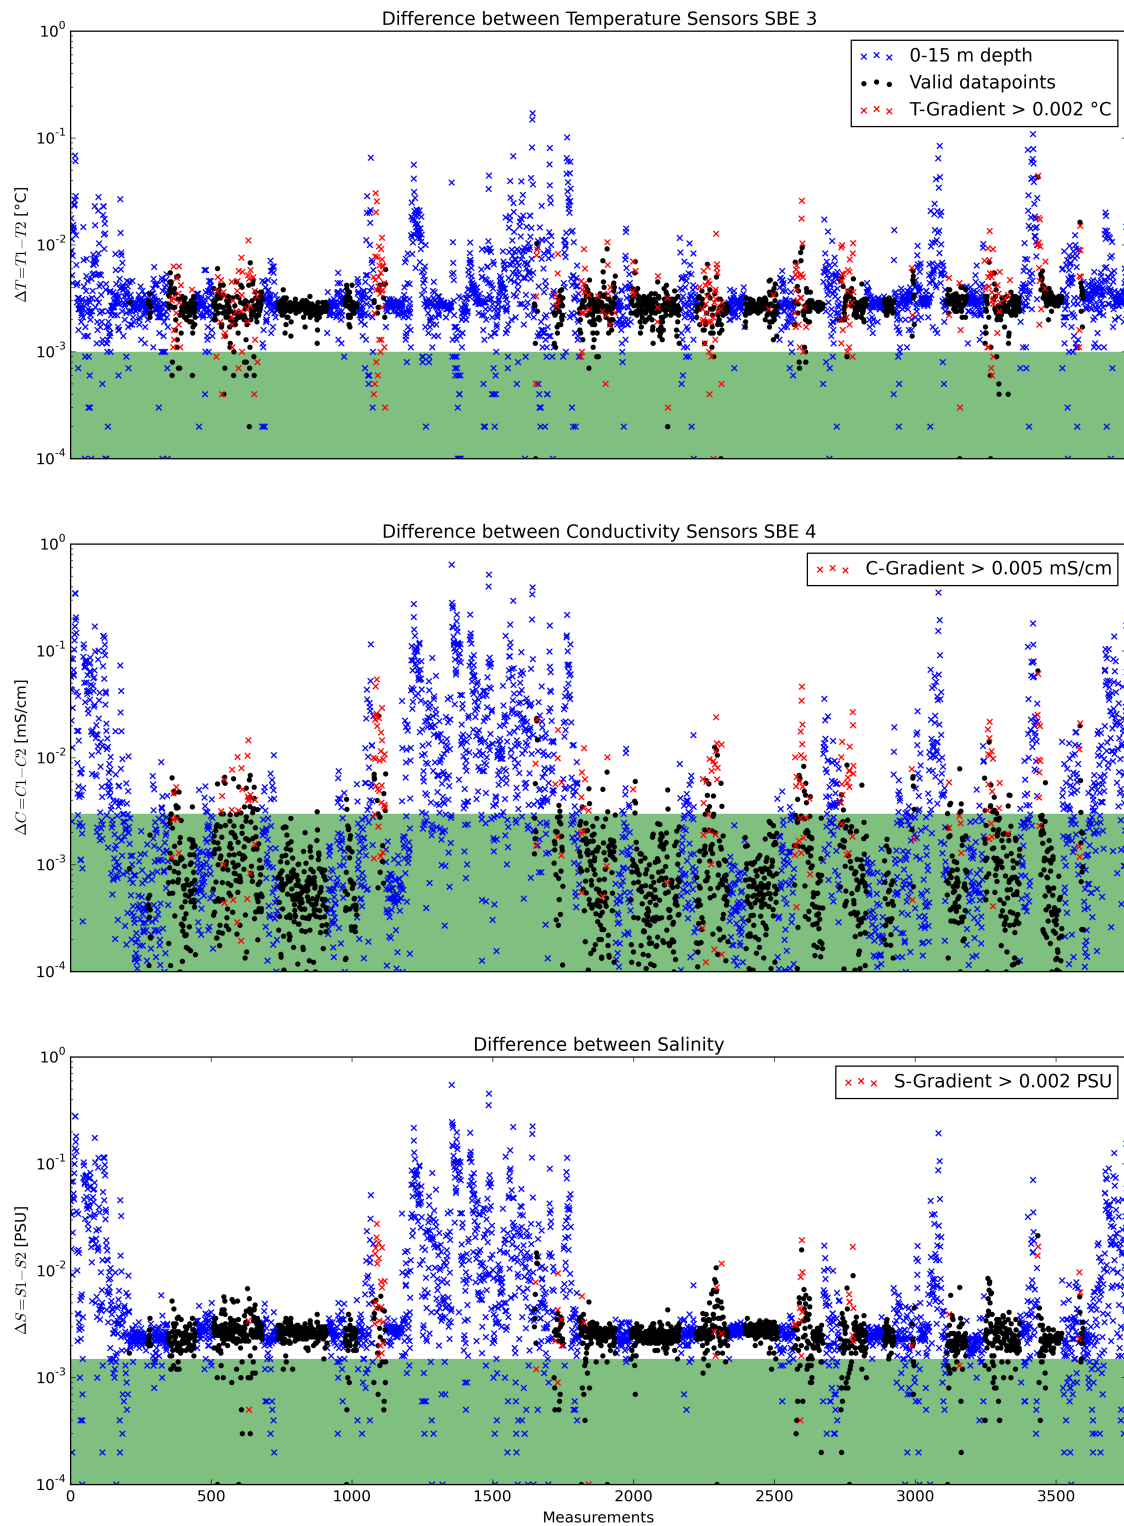 Difference between Temperature Sensors SBE 3
10^0
10^-1
10^-2
10^-3
10^-4
ΔT = T1 − T2 [°C]
0-15 m depth
Valid datapoints
T-Gradient > 0.002 °C
Difference between Conductivity Sensors SBE 4
10^0
10^-1
10^-2
10^-3
10^-4
ΔC = C1 − C2 [mS/cm]
C-Gradient > 0.005 mS/cm
Difference between Salinity
10^0
10^-1
10^-2
10^-3
10^-4
ΔS = S1 − S2 [PSU]
S-Gradient > 0.002 PSU
0 500 1000 1500 2000 2500 3000 3500
Measurements